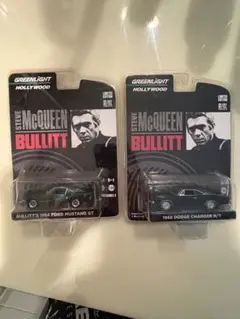 GREENLIGHT
HOLLYWOOD
STEVE
McQUEEN
BULLITT
BULLITT'S 1968 FORD MUSTANG GT
GREENLIGHT
HOLLYWOOD
STEVE
McQUEEN
BULLITT
1968 DODGE CHARGER R/T